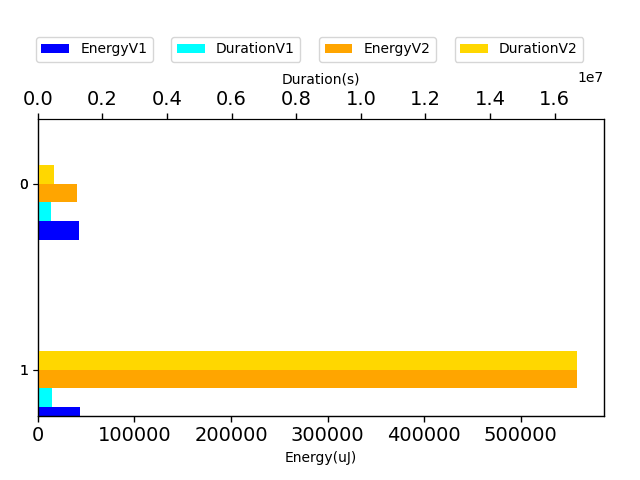 EnergyV1 DurationV1 EnergyV2 DurationV2
Duration(s)
1e7
0.0 0.2 0.4 0.6 0.8 1.0 1.2 1.4 1.6
0
1
0 100000 200000 300000 400000 500000
Energy(uJ)